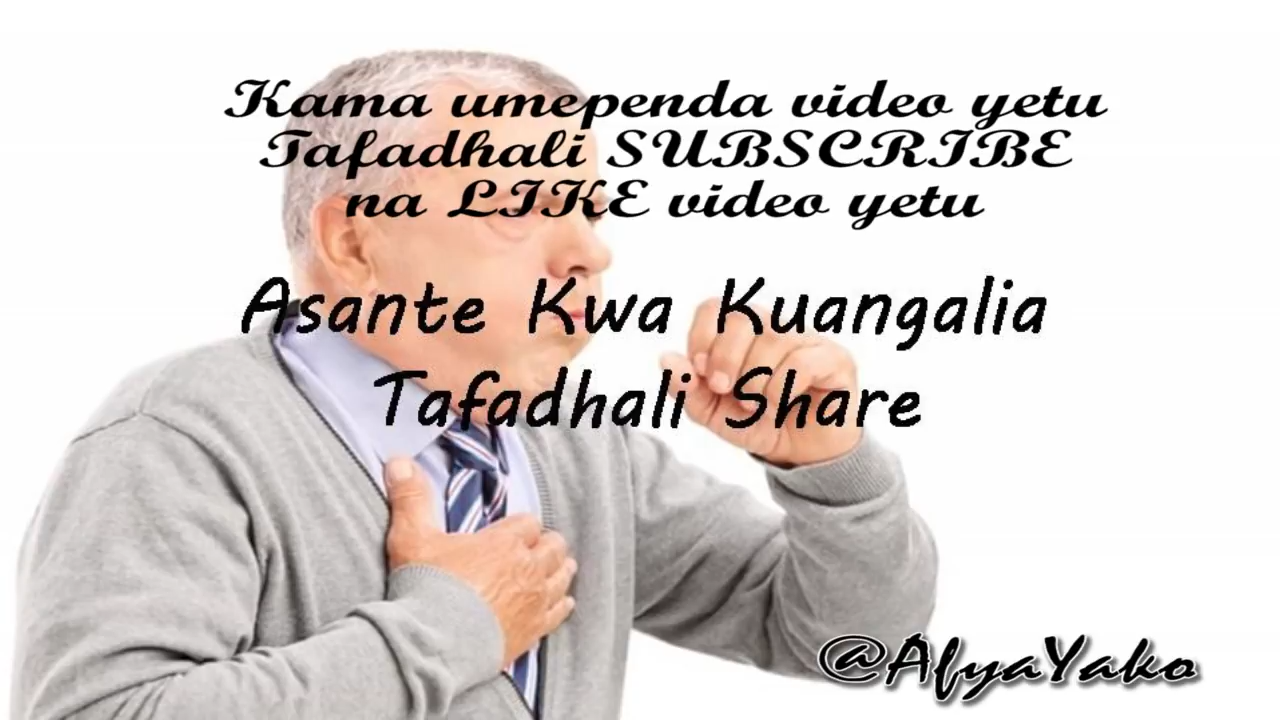 Kama umependa video yetu
Tafadhali SUBSCRIBE
na LIKE video yetu
Asante Kwa Kuangalia
Tafadhali Share
@AfyaYako